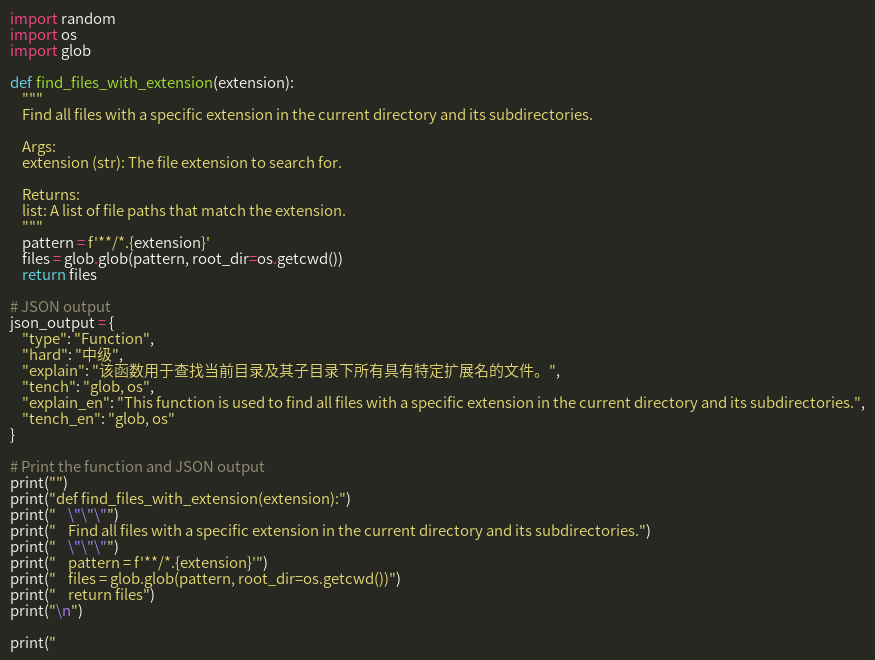 import random
import os
import glob

def find_files_with_extension(extension):
    """
    Find all files with a specific extension in the current directory and its subdirectories.

    Args:
    extension (str): The file extension to search for.

    Returns:
    list: A list of file paths that match the extension.
    """
    pattern = f'**/*.{extension}'
    files = glob.glob(pattern, root_dir=os.getcwd())
    return files

# JSON output
json_output = {
    "type": "Function",
    "hard": "中级",
    "explain": "该函数用于查找当前目录及其子目录下所有具有特定扩展名的文件。",
    "tench": "glob, os",
    "explain_en": "This function is used to find all files with a specific extension in the current directory and its subdirectories.",
    "tench_en": "glob, os"
}

# Print the function and JSON output
print("")
print("def find_files_with_extension(extension):")
print("    \"\"\"")
print("    Find all files with a specific extension in the current directory and its subdirectories.")
print("    \"\"\"")
print("    pattern = f'**/*.{extension}'")
print("    files = glob.glob(pattern, root_dir=os.getcwd())")
print("    return files")
print("\n")

print("